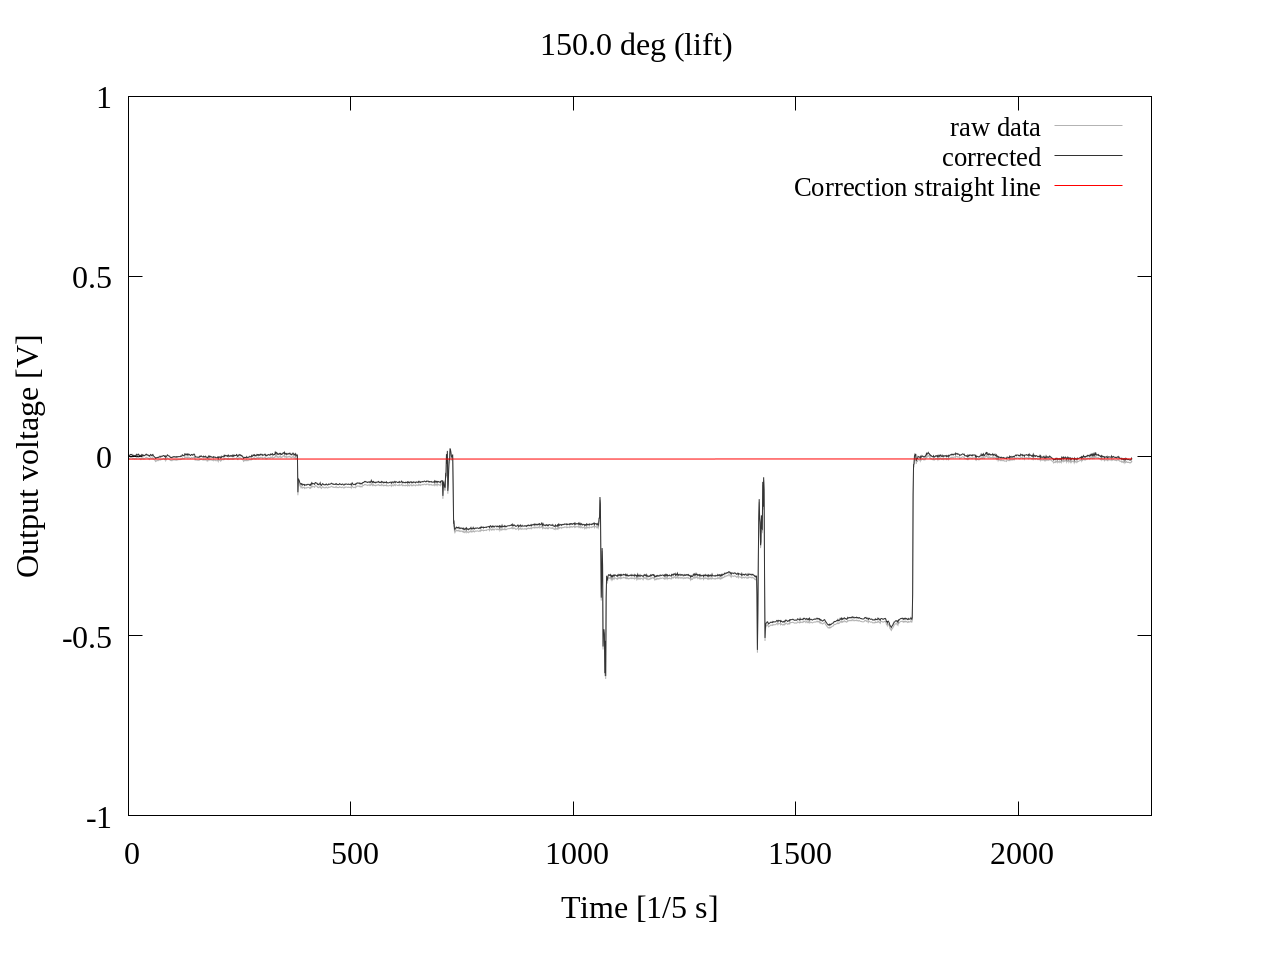 150.0 deg (lift)
1
0.5
0
-0.5
-1
Output voltage [V]
raw data
corrected
Correction straight line
0 500 1000 1500 2000
Time [1/5 s]